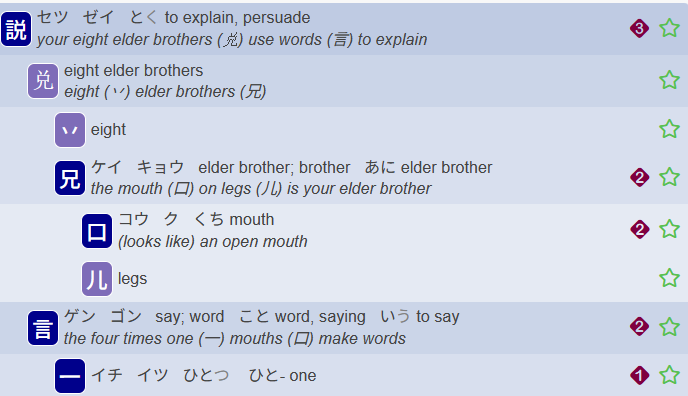 説 セツ ゼイ とく to explain, persuade 3
your eight elder brothers (兑) use words (言) to explain
兑 eight elder brothers
eight (丷) elder brothers (兄)
丷 eight
兄 ケイ キョウ elder brother; brother あに elder brother 2
the mouth (口) on legs (儿) is your elder brother
口 コウ ク くち mouth 2
(looks like) an open mouth
儿 legs
言 ゲン ゴン say; word こと word, saying いう to say 2
the four times one (一) mouths (口) make words
一 イチ イツ ひとつ ひと- one 1